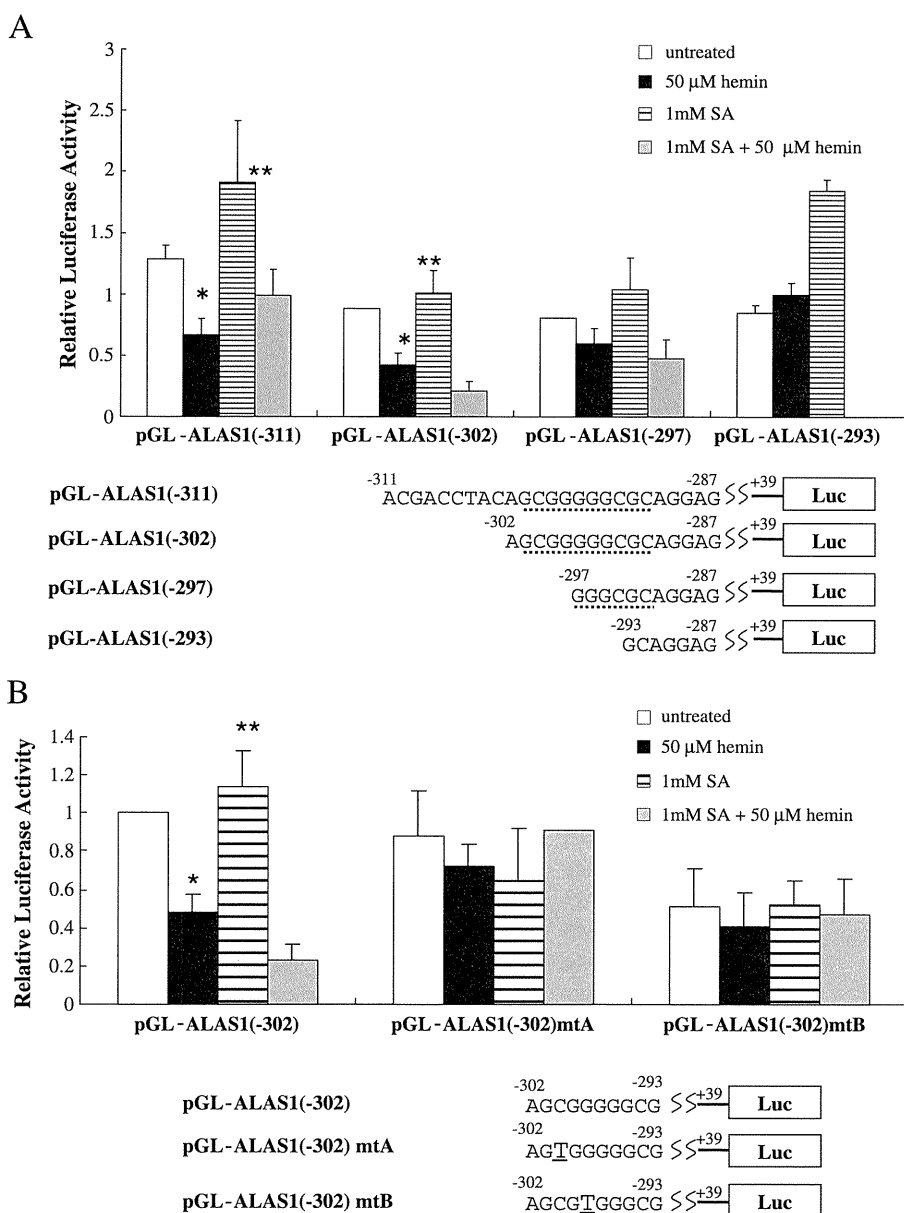 A
Relative Luciferase Activity
3
2.5
2
1.5
1
0.5
0
untreated
50 μM hemin
1mM SA
1mM SA + 50 μM hemin
*
**
*
**
pGL-ALAS1(-311)
pGL-ALAS1(-302)
pGL-ALAS1(-297)
pGL-ALAS1(-293)
-311 -287 +39
pGL-ALAS1(-311) ACGACCTACAGCGGGGGCGCAGGAG Luc
-302 -287 +39
pGL-ALAS1(-302) AGCGGGGGCGCAGGAG Luc
-297 -287 +39
pGL-ALAS1(-297) GGGCGCAGGAG Luc
-293 -287 +39
pGL-ALAS1(-293) GCAGGAG Luc
B
Relative Luciferase Activity
1.4
1.2
1
0.8
0.6
0.4
0.2
0
untreated
50 μM hemin
1mM SA
1mM SA + 50 μM hemin
*
**
pGL-ALAS1(-302)
pGL-ALAS1(-302)mtA
pGL-ALAS1(-302)mtB
-302 -293 +39
pGL-ALAS1(-302) AGCGGGGGCG Luc
-302 -293 +39
pGL-ALAS1(-302) mtA AGTGGGGGCG Luc
-302 -293 +39
pGL-ALAS1(-302) mtB AGCGTGGGCG Luc